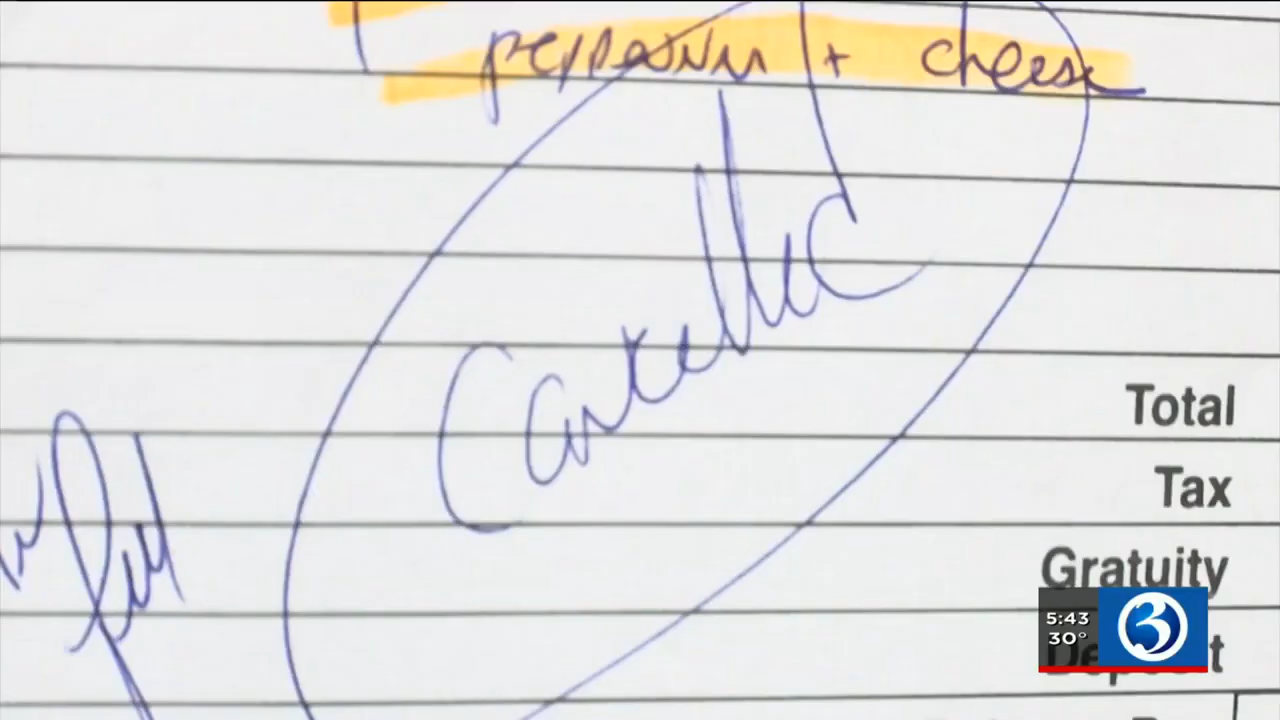 pepperoni + cheese
Cancelled
Total
Tax
Gratuity
5:43
30°
3